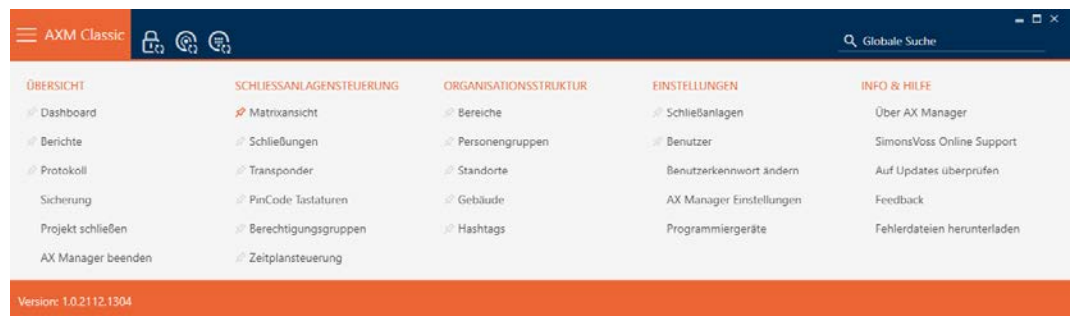 AXM Classic
Globale Suche
ÜBERSICHT
Dashboard
Berichte
Protokoll
Sicherung
Projekt schließen
AX Manager beenden
SCHLIESSANLAGENSTEUERUNG
Matrixansicht
Schließungen
Transponder
PinCode Tastaturen
Berechtigungsgruppen
Zeitplansteuerung
ORGANISATIONSSTRUKTUR
Bereiche
Personengruppen
Standorte
Gebäude
Hashtags
EINSTELLUNGEN
Schließanlagen
Benutzer
Benutzerkennwort ändern
AX Manager Einstellungen
Programmiergeräte
INFO & HILFE
Über AX Manager
SimonsVoss Online Support
Auf Updates überprüfen
Feedback
Fehlerdateien herunterladen
Version: 1.0.2112.1304